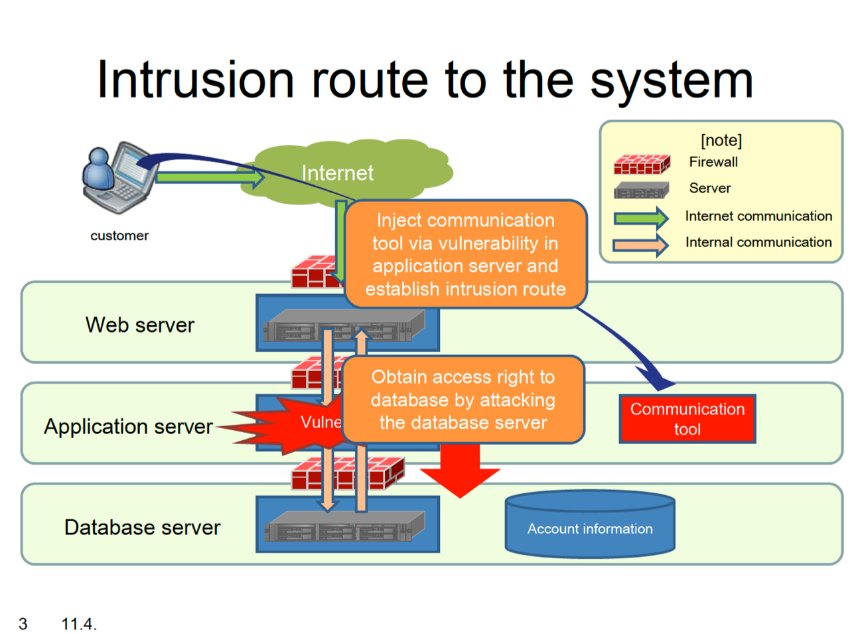 Intrusion route to the system
[note]
Firewall
Server
Internet communication
Internal communication
Internet
customer
Inject communication
tool via vulnerability in
application server and
establish intrusion route
Web server
Obtain access right to
database by attacking
the database server
Application server
Communication
tool
Database server
Account information
3 11.4.